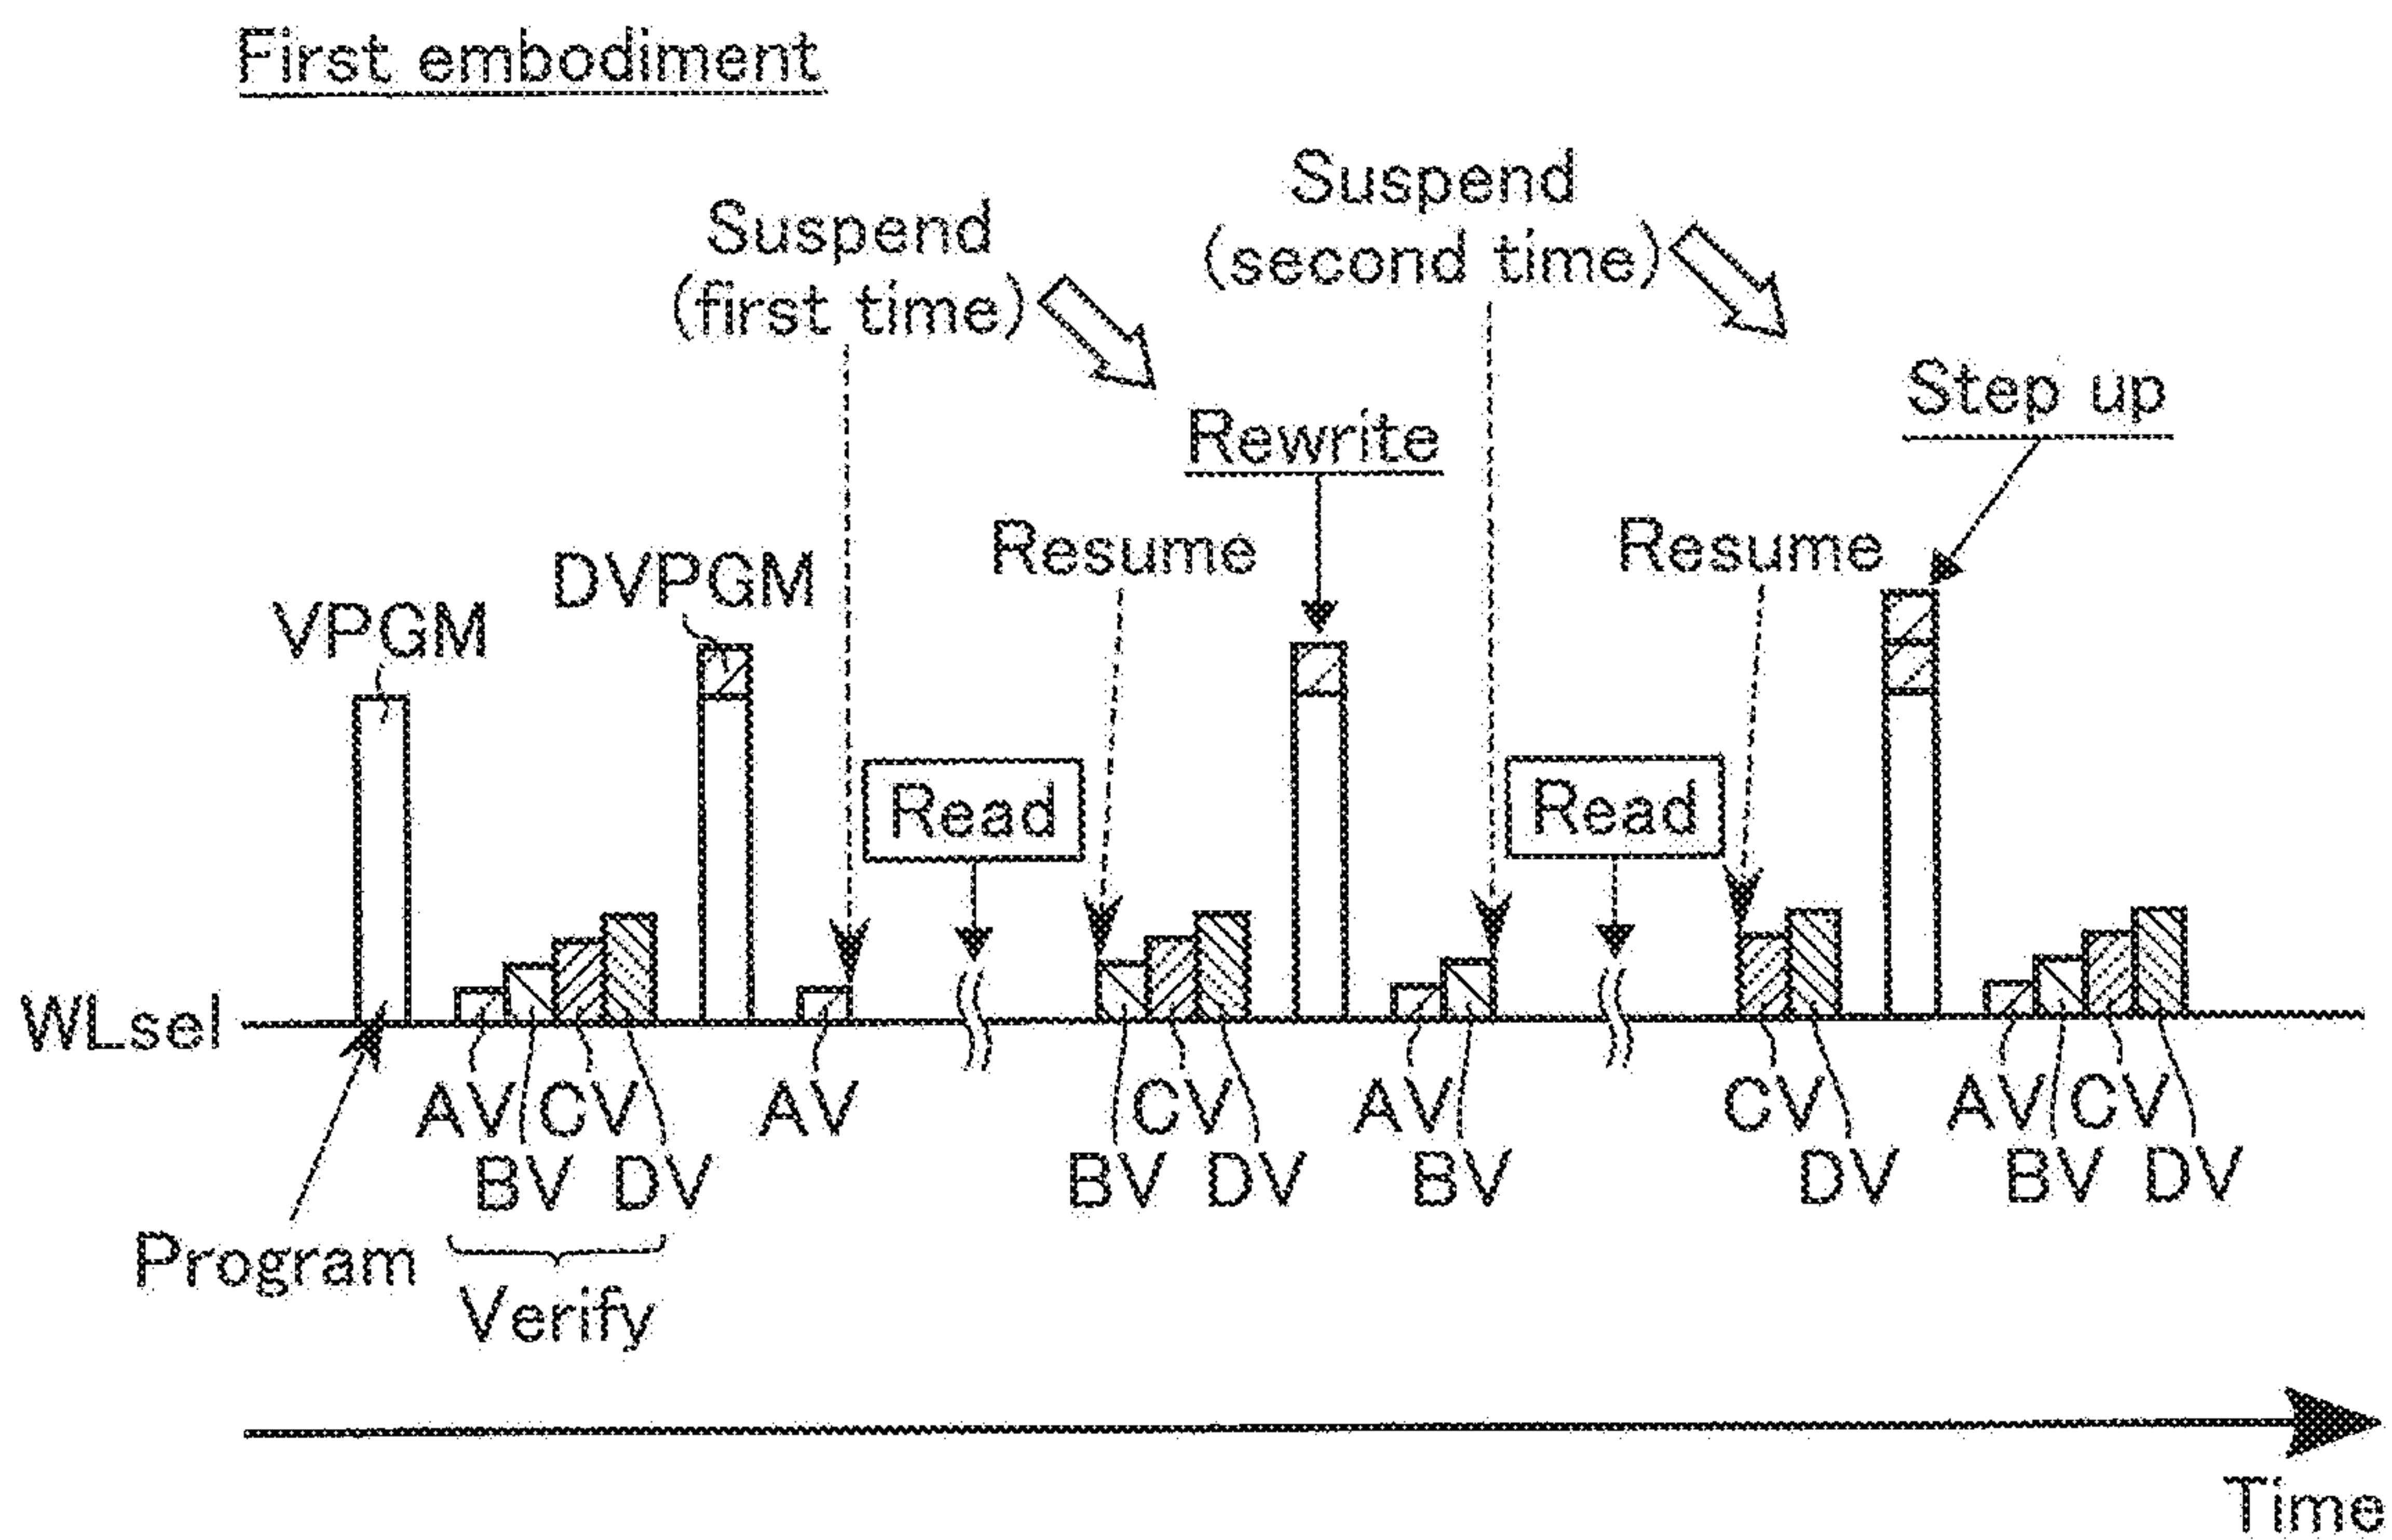 First embodiment
Suspend
(first time)
Suspend
(second time)
Step up
Rewrite
Resume
Resume
DVPGM
VPGM
Read
Read
WLsel
AV CV
AV
CV
AV
CV
AV CV
BV DV
BV DV
BV
DV
BV DV
Program
Verify
Time